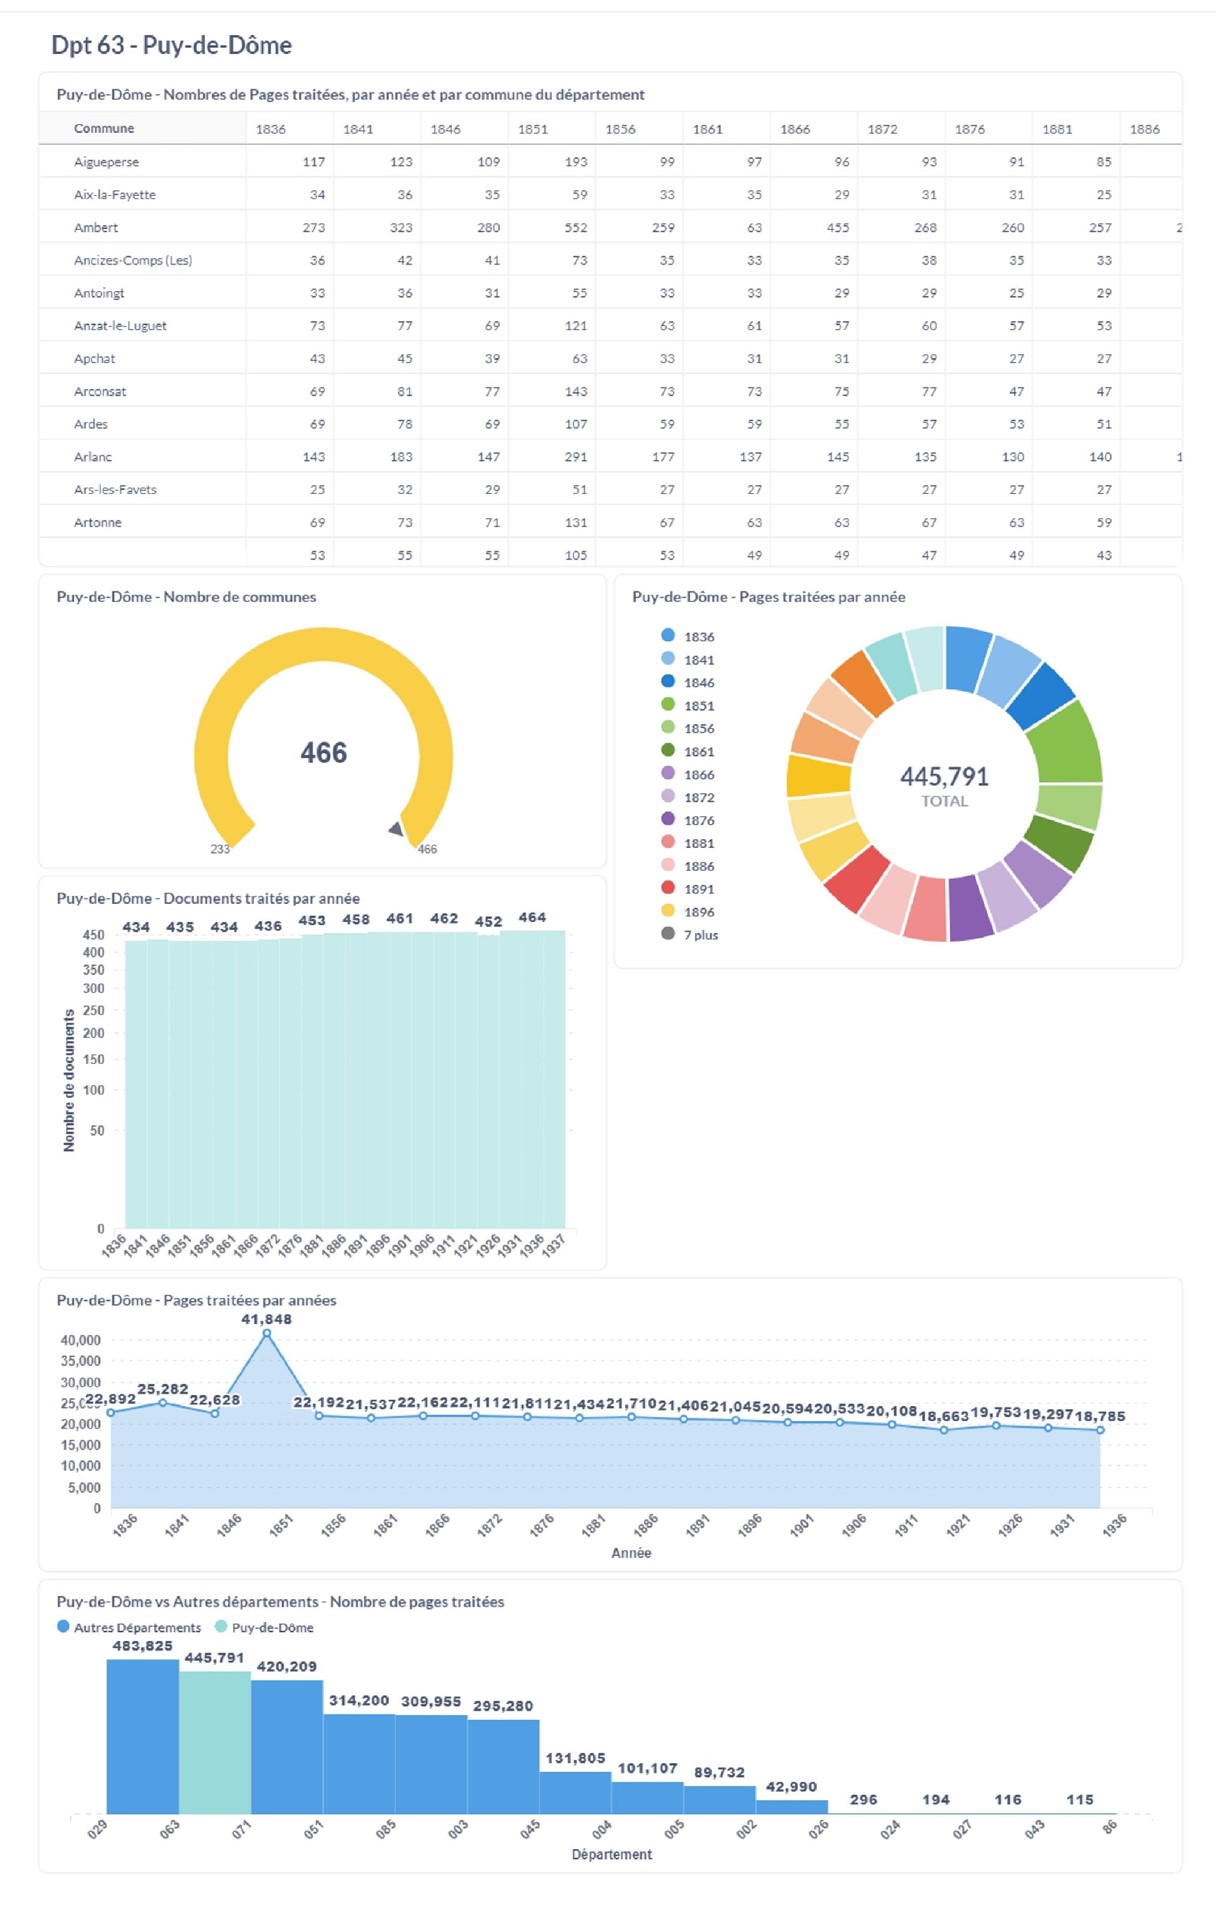 Dpt 63 - Puy-de-Dôme
Puy-de-Dôme - Nombres de Pages traitées, par année et par commune du département
Commune 1836 1841 1846 1851 1856 1861 1866 1872 1876 1881 1886
Aigueperse 117 123 109 193 99 97 96 93 91 85
Aix-la-Fayette 34 36 35 59 33 35 29 31 31 25
Ambert 273 323 280 552 259 63 455 268 260 257 2
Ancizes-Comps (Les) 36 42 41 73 35 33 35 38 35 33
Antoingt 33 36 31 55 33 33 29 29 25 29
Anzat-le-Luguet 73 77 69 121 63 61 57 60 57 53
Apchat 43 45 39 63 33 31 31 29 27 27
Arconsat 69 81 77 143 73 73 75 77 47 47
Ardes 69 78 69 107 59 59 55 57 53 51
Arlanc 143 183 147 291 177 137 145 135 130 140 1
Ars-les-Favets 25 32 29 51 27 27 27 27 27 27
Artonne 69 73 71 131 67 63 63 67 63 59
53 55 55 105 53 49 49 47 49 43
Puy-de-Dôme - Nombre de communes
466
233 466
Puy-de-Dôme - Pages traitées par année
1836
1841
1846
1851
1856
1861
1866
1872
1876
1881
1886
1891
1896
7 plus
445,791
TOTAL
Puy-de-Dôme - Documents traités par année
434 435 434 436 453 458 461 462 452 464
450
400
350
300
250
200
150
100
50
0
Nombre de documents
1836 1841 1846 1851 1856 1861 1866 1872 1876 1881 1886 1891 1896 1901 1906 1911 1921 1926 1931 1936 1937
Puy-de-Dôme - Pages traitées par années
41,848
40,000
35,000
30,000
20,000
15,000
10,000
5,000
0
22,892 25,282 22,628 22,192 21,537 22,162 22,111 21,811 21,434 21,710 21,406 21,045 20,594 20,533 20,108 18,663 19,753 19,297 18,785
1836 1841 1846 1851 1856 1861 1866 1872 1876 1881 1886 1891 1896 1901 1906 1911 1921 1926 1931 1936
Année
Puy-de-Dôme vs Autres départements - Nombre de pages traitées
Autres Départements Puy-de-Dôme
483,825 445,791 420,209 314,200 309,955 295,280 131,805 101,107 89,732 42,990 296 194 116 115
029 063 071 051 085 003 045 004 005 002 026 024 027 043 86
Département